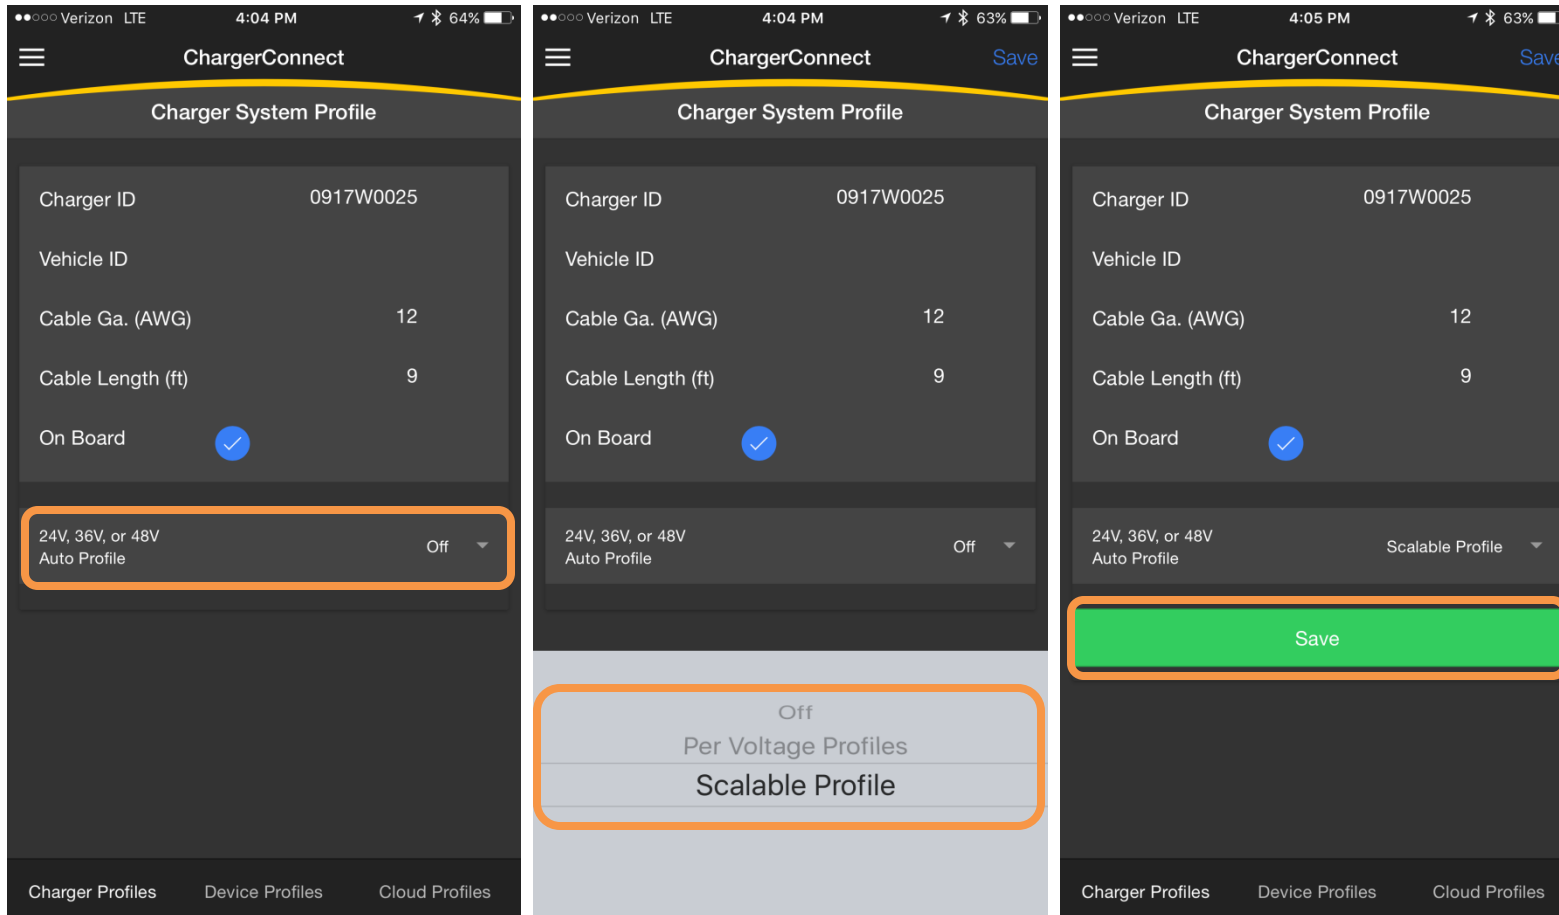 Verizon LTE 4:04 PM 64%
ChargerConnect
Charger System Profile
Charger ID 0917W0025
Vehicle ID
Cable Ga. (AWG) 12
Cable Length (ft) 9
On Board
24V, 36V, or 48V
Auto Profile Off
Charger Profiles Device Profiles Cloud Profiles
Verizon LTE 4:04 PM 63%
ChargerConnect Save
Charger System Profile
Charger ID 0917W0025
Vehicle ID
Cable Ga. (AWG) 12
Cable Length (ft) 9
On Board
24V, 36V, or 48V
Auto Profile Off
Off
Per Voltage Profiles
Scalable Profile
Verizon LTE 4:05 PM 63%
ChargerConnect Save
Charger System Profile
Charger ID 0917W0025
Vehicle ID
Cable Ga. (AWG) 12
Cable Length (ft) 9
On Board
24V, 36V, or 48V
Auto Profile Scalable Profile
Save
Charger Profiles Device Profiles Cloud Profiles